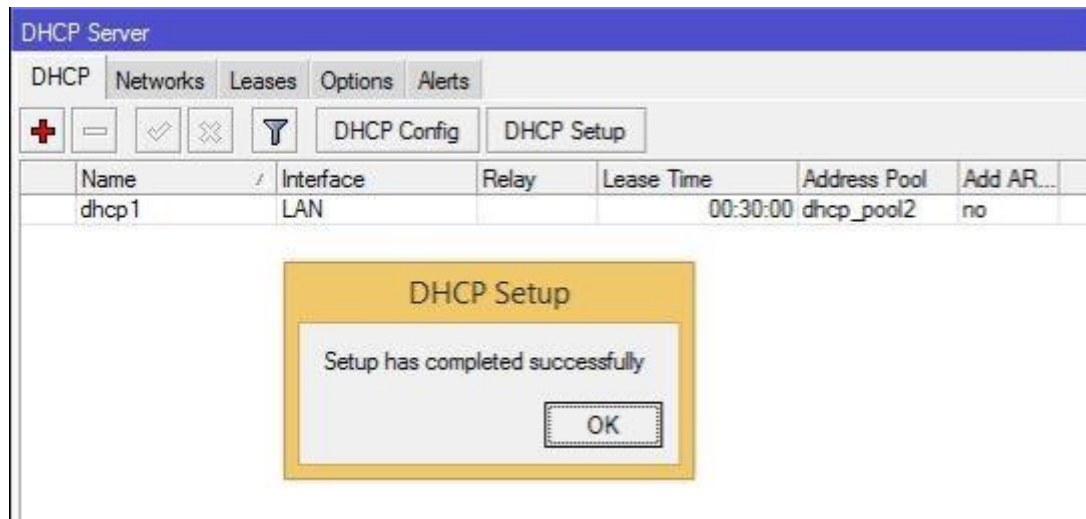 DHCP Server
DHCP Networks Leases Options Alerts
DHCP Config DHCP Setup
Name / Interface Relay Lease Time Address Pool Add AR...
dhcp1 LAN 00:30:00 dhcp_pool2 no
DHCP Setup
Setup has completed successfully
OK